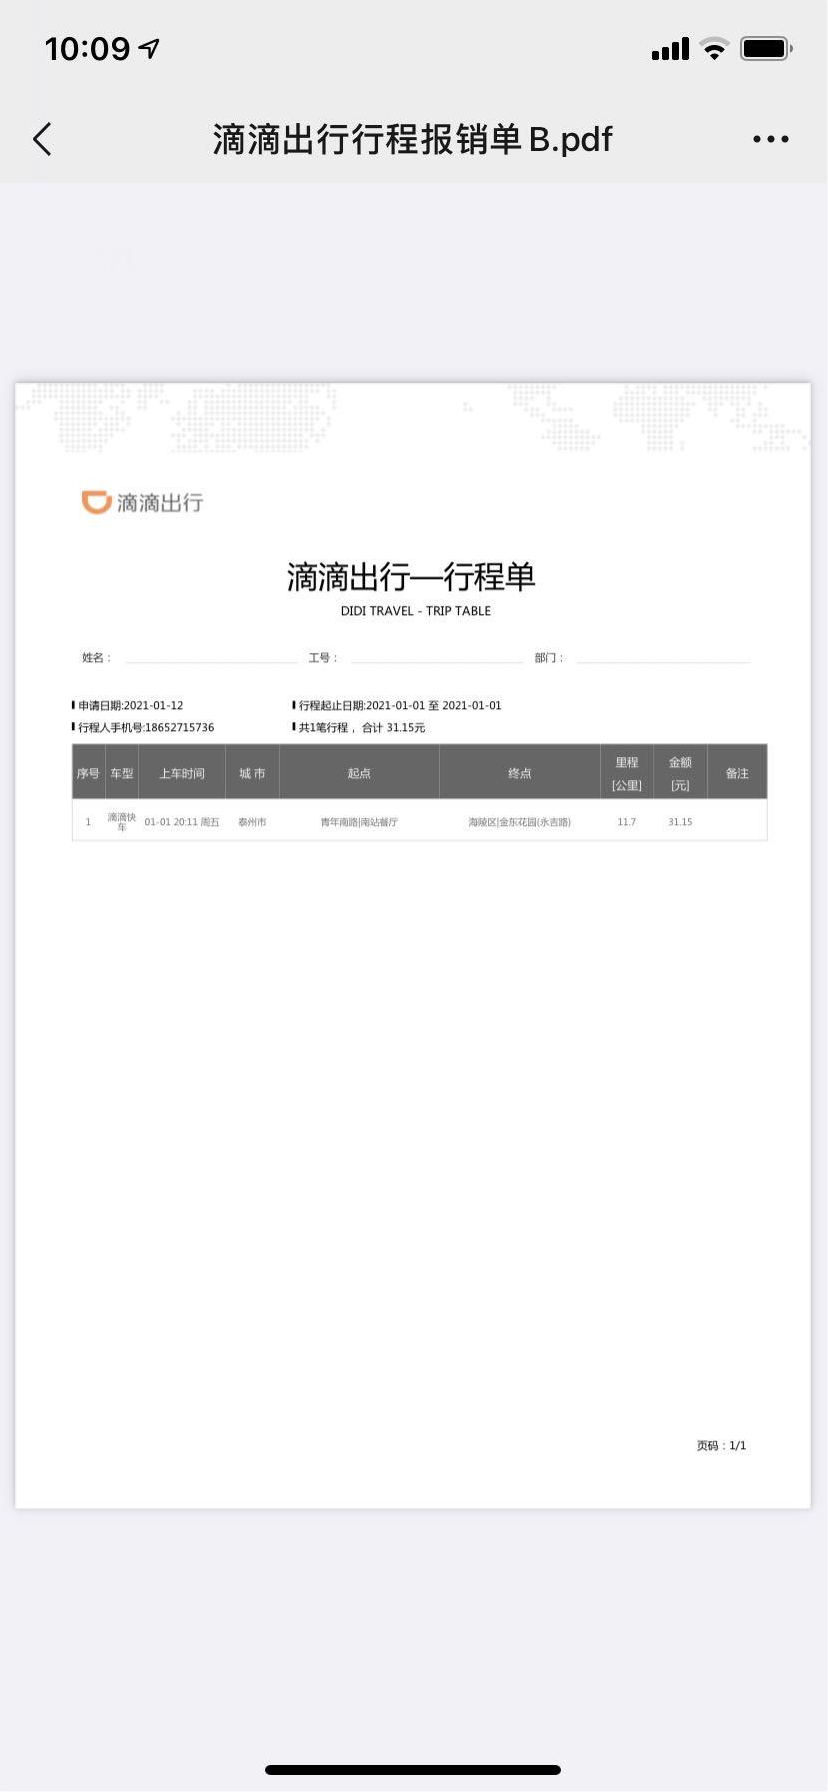 10:09
滴滴出行行程报销单B.pdf
滴滴出行
滴滴出行—行程单
DIDI TRAVEL - TRIP TABLE
姓名： 工号： 部门：
申请日期:2021-01-12 行程起止日期:2021-01-01 至 2021-01-01
行程人手机号:18652715736 共1笔行程，合计 31.15元
序号 车型 上车时间 城市 起点 终点 里程[公里] 金额[元] 备注
1 滴滴快车 01-01 20:11 周五 泰州市 青年南路|南站餐厅 海陵区|金东花园(永吉路) 11.7 31.15
页码：1/1